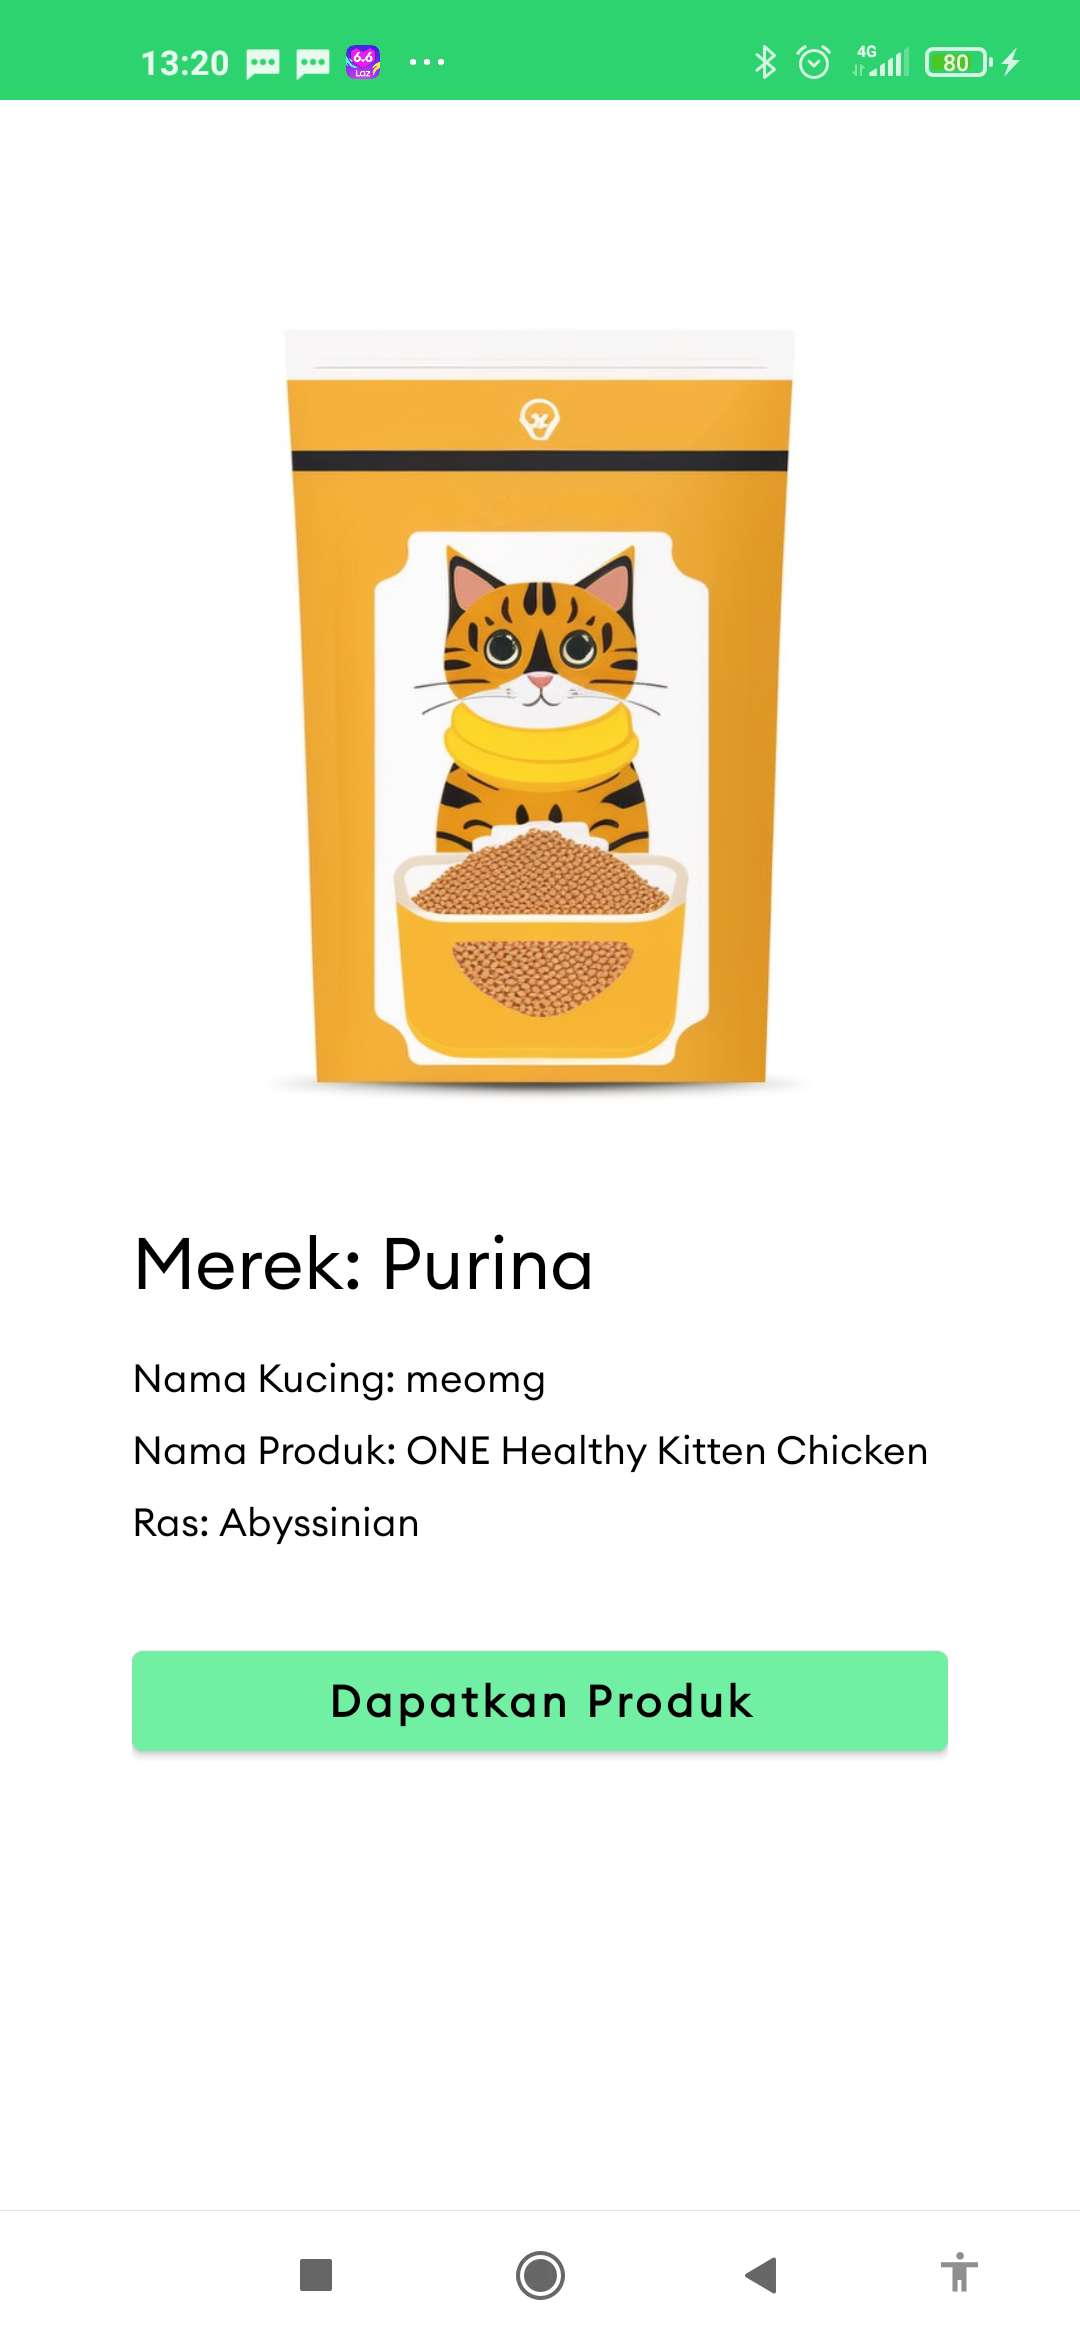 13:20
6.6
Laz
4G
80
Merek: Purina
Nama Kucing: meomg
Nama Produk: ONE Healthy Kitten Chicken
Ras: Abyssinian
Dapatkan Produk